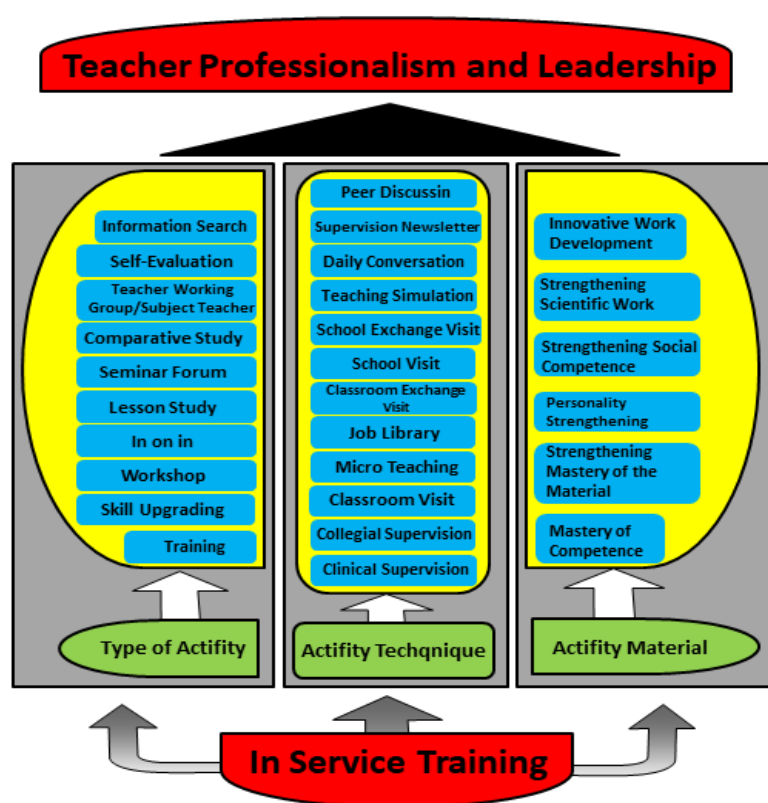 Teacher Professionalism and Leadership
Information Search
Self-Evaluation
Teacher Working
Group/Subject Teacher
Comparative Study
Seminar Forum
Lesson Study
In on in
Workshop
Skill Upgrading
Training
Type of Actifity
Peer Discussin
Supervision Newsletter
Daily Conversation
Teaching Simulation
School Exchange Visit
School Visit
Classroom Exchange
Visit
Job Library
Micro Teaching
Classroom Visit
Collegial Supervision
Clinical Supervision
Actifity Techqnique
Innovative Work
Development
Strengthening
Scientific Work
Strengthening Social
Competence
Personality
Strengthening
Strengthening
Mastery of the
Material
Mastery of
Competence
Actifity Material
In Service Training